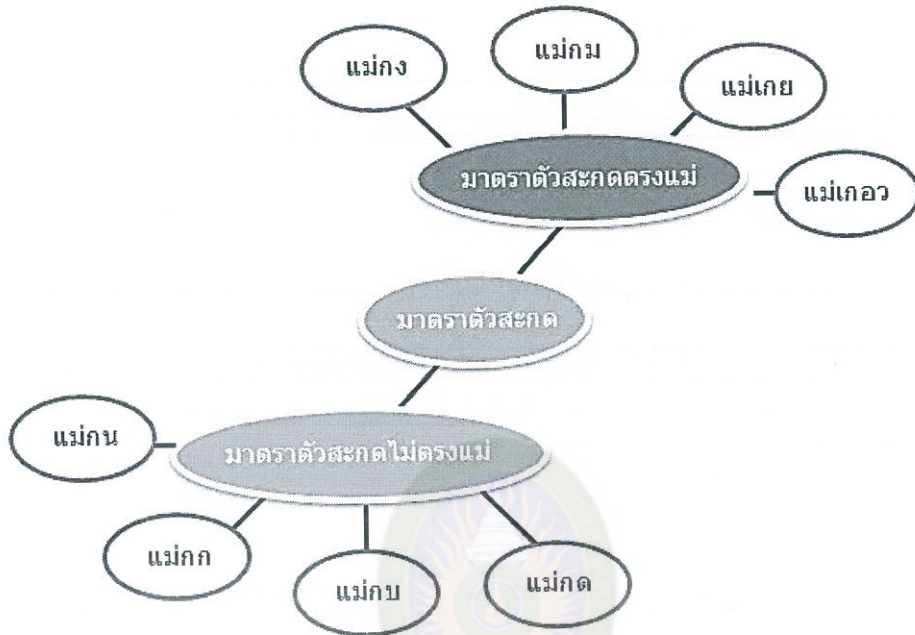 แม่กง
แม่กม
แม่เกย
แม่เกอว
มาตราตัวสะกดตรงแม่
มาตราตัวสะกด
มาตราตัวสะกดไม่ตรงแม่
แม่กน
แม่กก
แม่กบ
แม่กด